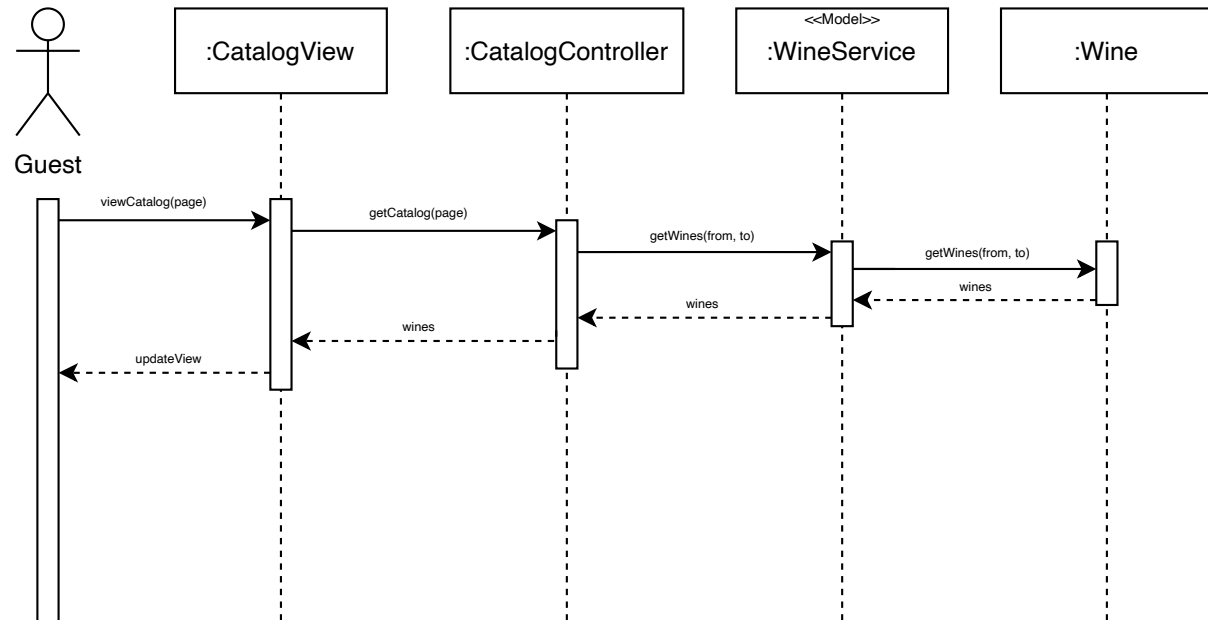 <<Model>>
:CatalogView
:CatalogController
:WineService
:Wine
Guest
viewCatalog(page)
getCatalog(page)
getWines(from, to)
getWines(from, to)
wines
wines
wines
updateView